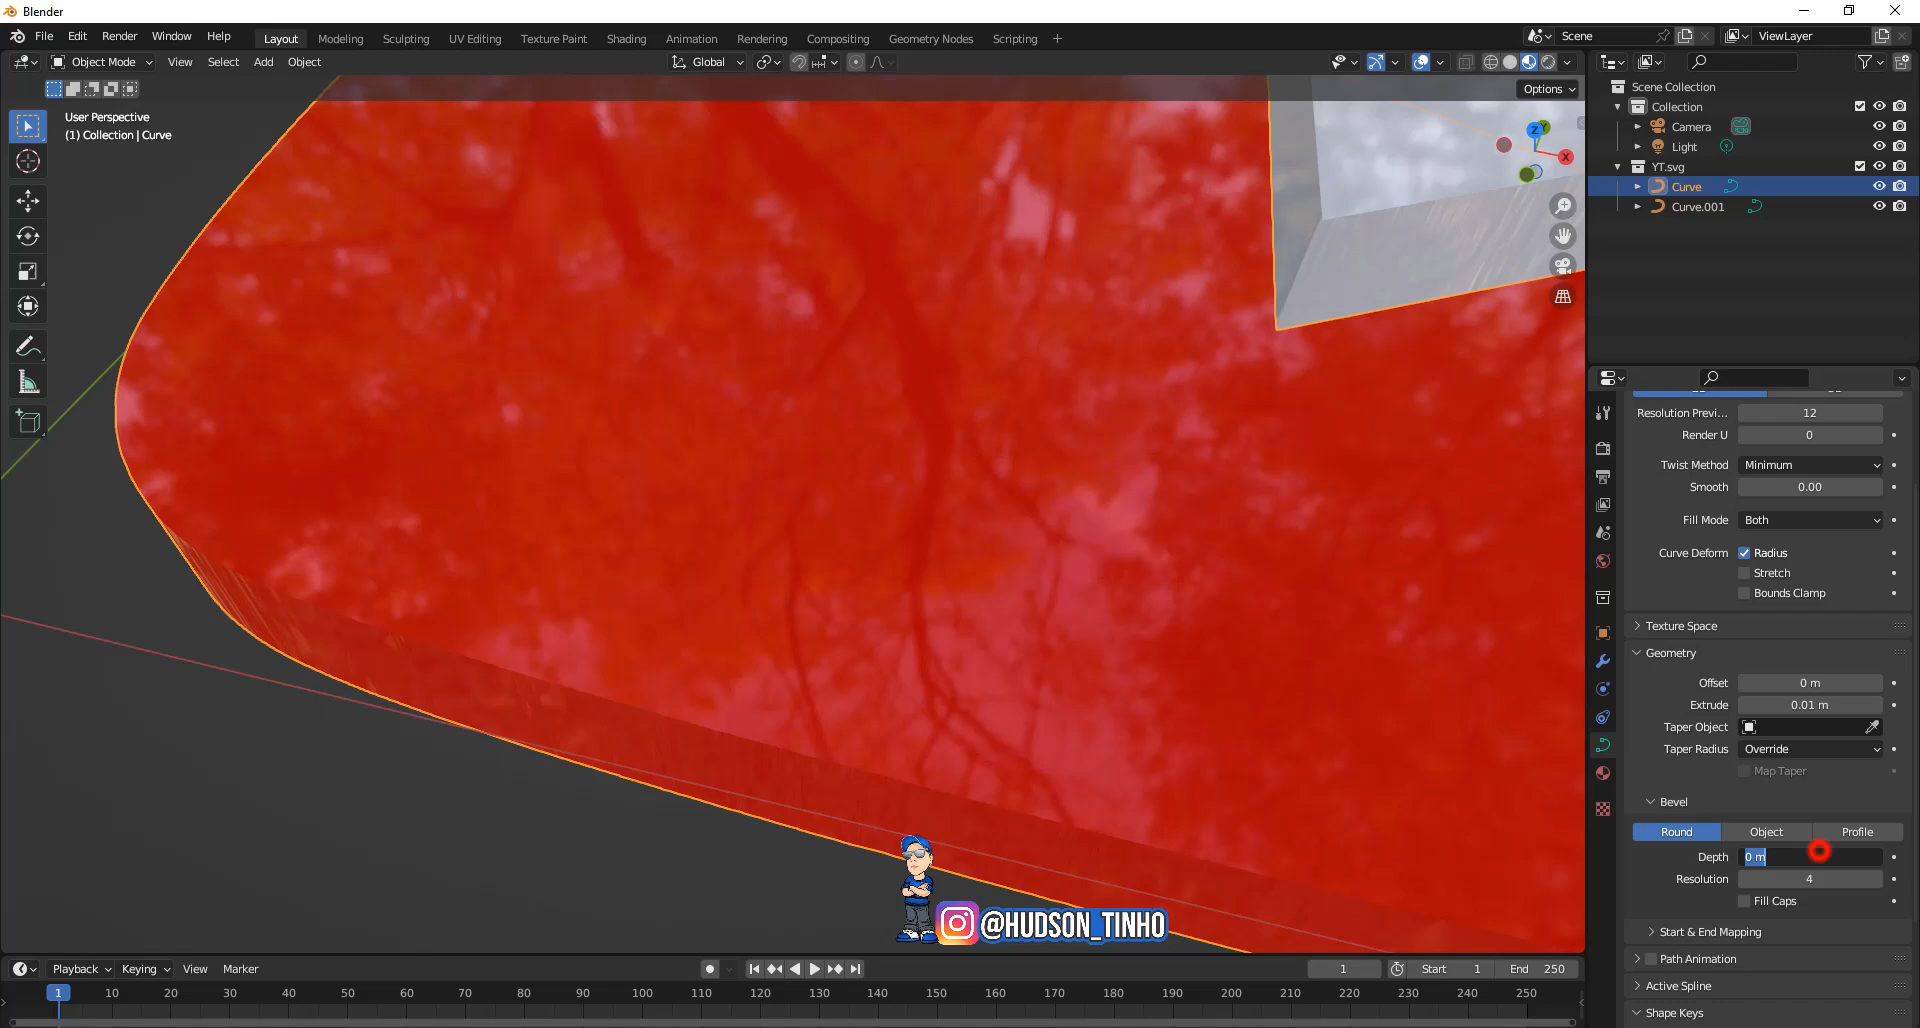 Blender
File Edit Render Window Help Layout Modeling Sculpting UV Editing Texture Paint Shading Animation Rendering Compositing Geometry Nodes Scripting + Scene ViewLayer
Object Mode View Select Add Object Global
Options
User Perspective
(1) Collection | Curve
Z Y
X
Scene Collection
Collection
Camera
Light
YT.svg
Curve
Curve.001
Resolution Previ... 12
Render U 0
Twist Method Minimum
Smooth 0.00
Fill Mode Both
Curve Deform Radius
Stretch
Bounds Clamp
Texture Space
Geometry
Offset 0 m
Extrude 0.01 m
Taper Object
Taper Radius Override
Map Taper
Bevel
Round Object Profile
Depth 0 m
Resolution 4
Fill Caps
Start & End Mapping
Path Animation
Active Spline
Shape Keys
@HUDSON_TINHO
Playback Keying View Marker 1 Start 1 End 250
1 10 20 30 40 50 60 70 80 90 100 110 120 130 140 150 160 170 180 190 200 210 220 230 240 250